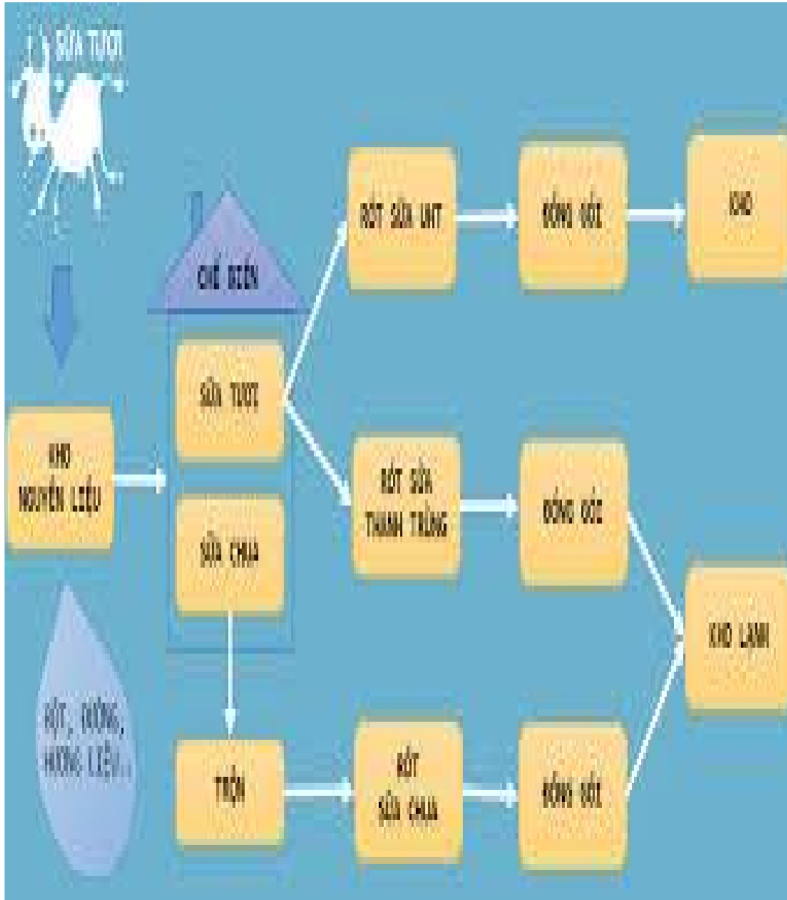 SỮA TƯƠI
CHẾ BIẾN
SỮA TƯƠI
SỮA CHUA
KHO
NGUYÊN LIỆU
BỘT, ĐƯỜNG,
HƯƠNG LIỆU..
TRỘN
RÓT SỮA UHT
ĐÓNG GÓI
KHO
RÓT SỮA
THANH TRÙNG
ĐÓNG GÓI
KHO LẠNH
RÓT
SỮA CHUA
ĐÓNG GÓI